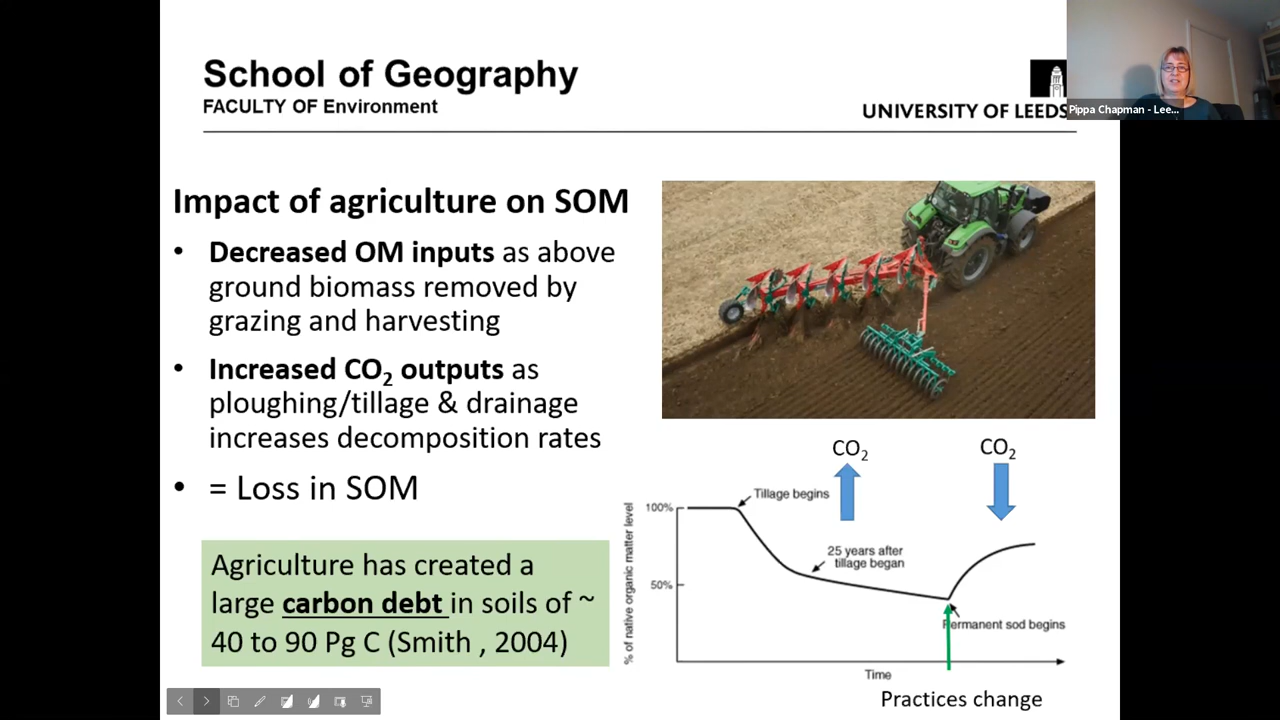 School of Geography
FACULTY OF Environment
UNIVERSITY OF LEEDS
Pippa Chapman - Lee...
Impact of agriculture on SOM
• Decreased OM inputs as above
ground biomass removed by
grazing and harvesting
• Increased CO₂ outputs as
ploughing/tillage & drainage
increases decomposition rates
• = Loss in SOM
Agriculture has created a
large carbon debt in soils of ~
40 to 90 Pg C (Smith , 2004)
CO₂
CO₂
% of native organic matter level
100%
50%
Tillage begins
25 years after
tillage began
Permanent sod begins
Time
Practices change